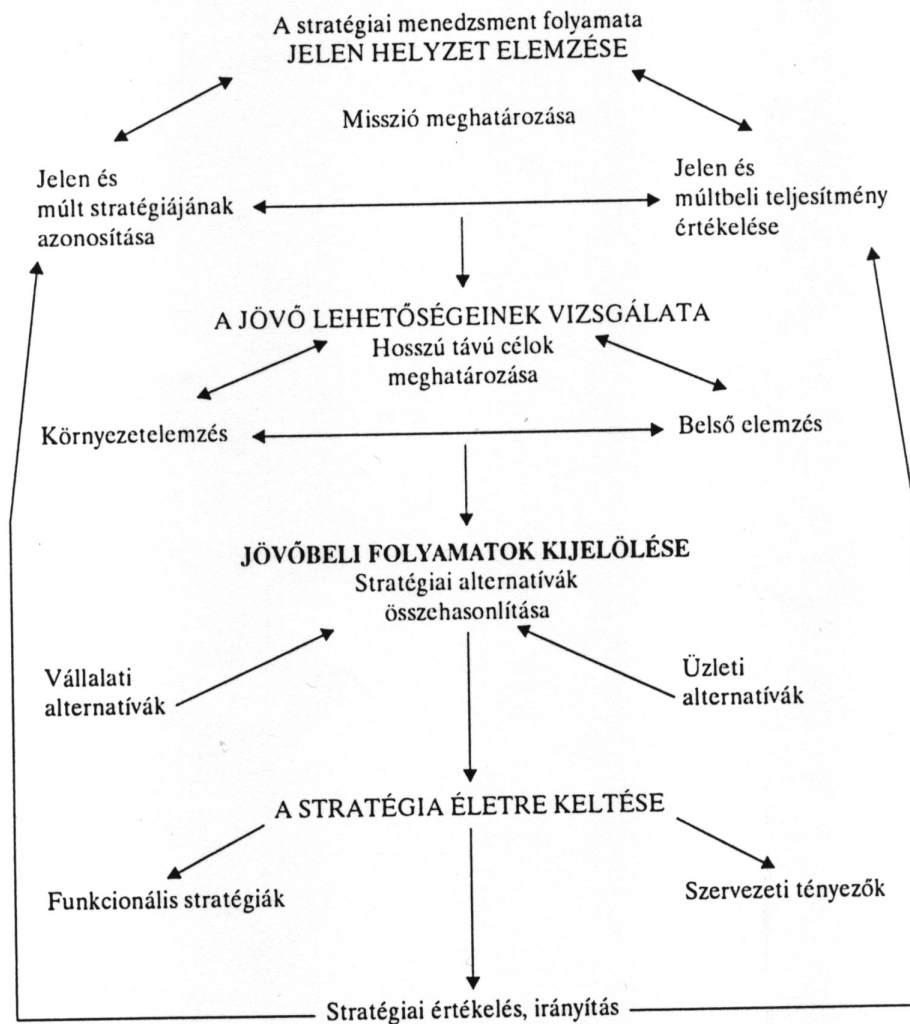 A stratégiai menedzsment folyamata
JELEN HELYZET ELEMZÉSE
Misszió meghatározása
Jelen és
múlt stratégiájának
azonosítása
Jelen és
múltbeli teljesítmény
értékelése
A JÖVŐ LEHETŐSÉGEINEK VIZSGÁLATA
Hosszú távú célok
meghatározása
Környezetelemzés
Belső elemzés
JÖVŐBELI FOLYAMATOK KIJELÖLÉSE
Stratégiai alternatívák
összehasonlítása
Vállalati
alternatívák
Üzleti
alternatívák
A STRATÉGIA ÉLETRE KELTÉSE
Funkcionális stratégiák
Szervezeti tényezők
Stratégiai értékelés, irányítás